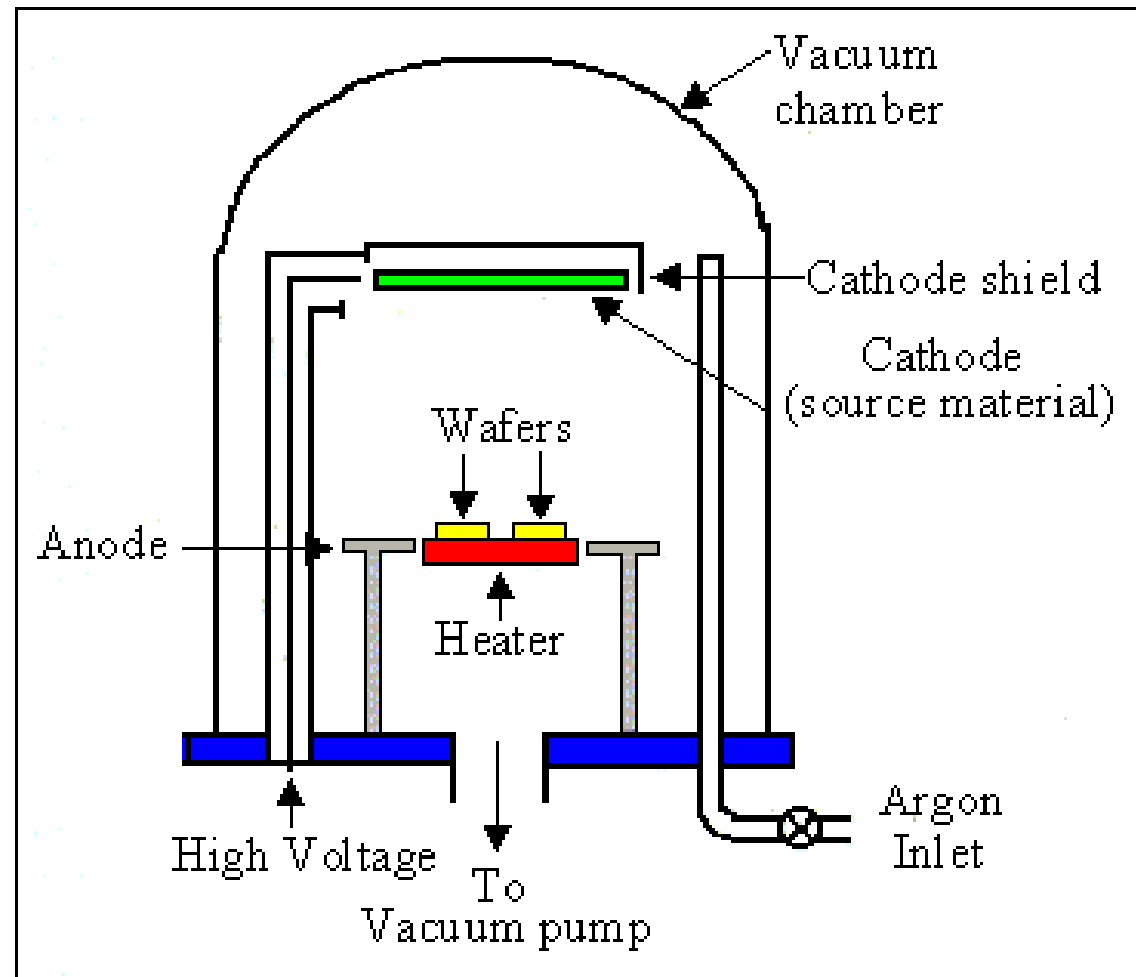 Vacuum
chamber
Cathode shield
Cathode
(source material)
Wafers
Anode
Heater
Argon
Inlet
High Voltage
To
Vacuum pump